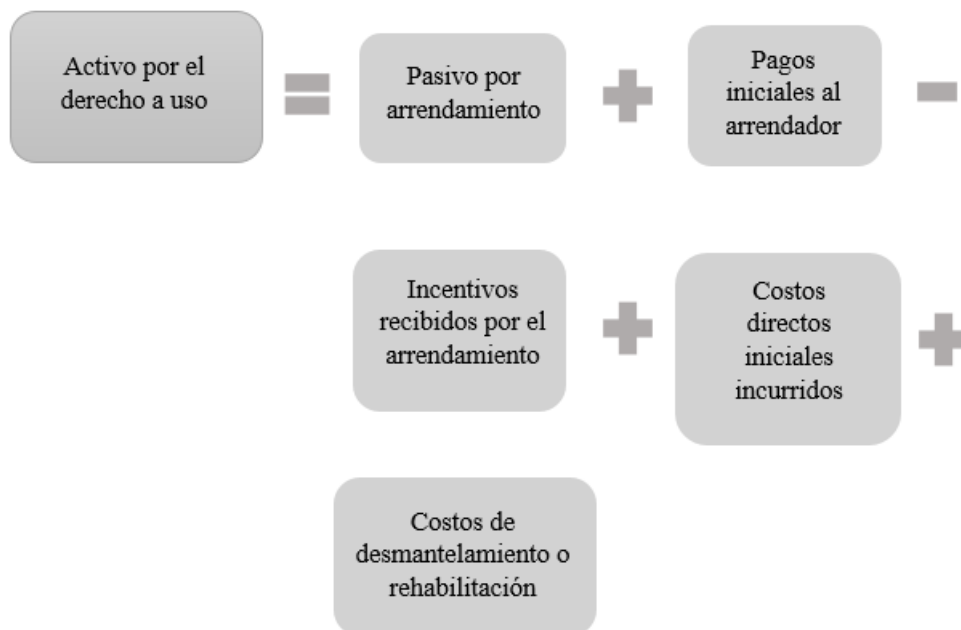 Activo por el
derecho a uso
Pasivo por
arrendamiento
Pagos
iniciales al
arrendador
Incentivos
recibidos por el
arrendamiento
Costos
directos
iniciales
incurridos
Costos de
desmantelamiento o
rehabilitación